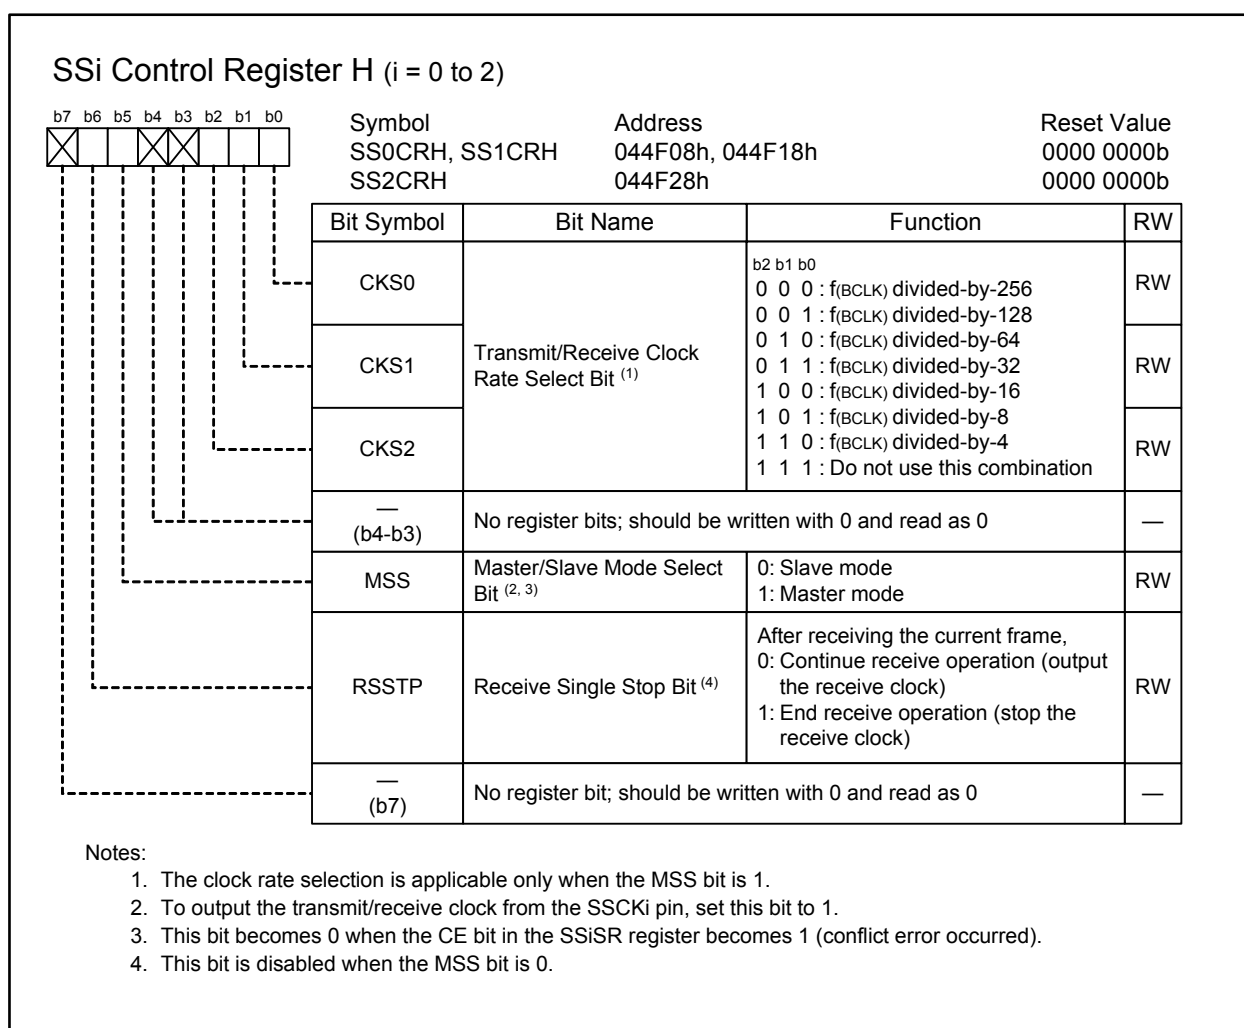 SSi Control Register H (i = 0 to 2)
b7 b6 b5 b4 b3 b2 b1 b0
Symbol Address Reset Value
SS0CRH, SS1CRH 044F08h, 044F18h 0000 0000b
SS2CRH 044F28h 0000 0000b
Bit Symbol Bit Name Function RW
CKS0
CKS1
CKS2
Transmit/Receive Clock
Rate Select Bit (1)
b2 b1 b0
0 0 0 : f(BCLK) divided-by-256
0 0 1 : f(BCLK) divided-by-128
0 1 0 : f(BCLK) divided-by-64
0 1 1 : f(BCLK) divided-by-32
1 0 0 : f(BCLK) divided-by-16
1 0 1 : f(BCLK) divided-by-8
1 1 0 : f(BCLK) divided-by-4
1 1 1 : Do not use this combination
RW
RW
RW
—
(b4-b3)
No register bits; should be written with 0 and read as 0
—
MSS
Master/Slave Mode Select
Bit (2, 3)
0: Slave mode
1: Master mode
RW
RSSTP
Receive Single Stop Bit (4)
After receiving the current frame,
0: Continue receive operation (output
the receive clock)
1: End receive operation (stop the
receive clock)
RW
—
(b7)
No register bit; should be written with 0 and read as 0
—
Notes:
1. The clock rate selection is applicable only when the MSS bit is 1.
2. To output the transmit/receive clock from the SSCKi pin, set this bit to 1.
3. This bit becomes 0 when the CE bit in the SSiSR register becomes 1 (conflict error occurred).
4. This bit is disabled when the MSS bit is 0.